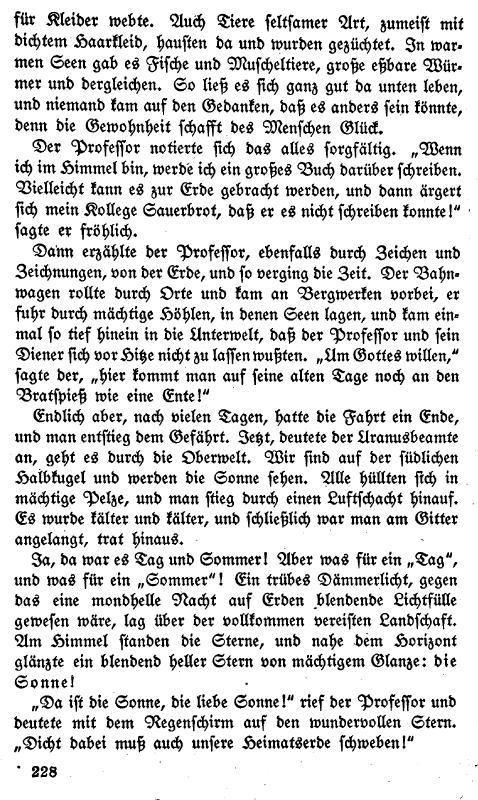 für Kleider webte. Auch Tiere seltsamer Art, zumeist mit
dichtem Haarkleid, hausten da und wurden gezüchtet. In war-
men Seen gab es Fische und Muscheltiere, große eßbare Wür-
mer und dergleichen. So ließ es sich ganz gut da unten leben,
und niemand kam auf den Gedanken, daß es anders sein könnte,
denn die Gewohnheit schafft des Menschen Glück.
Der Professor notierte sich das alles sorgfältig. „Wenn
ich im Himmel bin, werde ich ein großes Buch darüber schreiben.
Vielleicht kann es zur Erde gebracht werden, und dann ärgert
sich mein Kollege Sauerbrot, daß er es nicht schreiben konnte!“
sagte er fröhlich.
Dann erzählte der Professor, ebenfalls durch Zeichen und
Zeichnungen, von der Erde, und so verging die Zeit. Der Bahn-
wagen rollte durch Orte und kam an Bergwerken vorbei, er
fuhr durch mächtige Höhlen, in denen Seen lagen, und kam ein-
mal so tief hinein in die Unterwelt, daß der Professor und sein
Diener sich vor Hitze nicht zu lassen wußten. „Um Gottes willen,“
sagte der, „hier kommt man auf seine alten Tage noch an den
Bratspieß wie eine Ente!“
Endlich aber, nach vielen Tagen, hatte die Fahrt ein Ende,
und man entstieg dem Gefährt. Jetzt, deutete der Uranusbeamte
an, geht es durch die Oberwelt. Wir sind auf der südlichen
Halbkugel und werden die Sonne sehen. Alle hüllten sich in
mächtige Pelze, und man stieg durch einen Luftschacht hinauf.
Es wurde kälter und kälter, und schließlich war man am Gitter
angelangt, trat hinaus.
Ja, da war es Tag und Sommer! Aber was für ein „Tag“,
und was für ein „Sommer“! Ein trübes Dämmerlicht, gegen
das eine mondhelle Nacht auf Erden blendende Lichtfülle
gewesen wäre, lag über der vollkommen vereisten Landschaft.
Am Himmel standen die Sterne, und nahe dem Horizont
glänzte ein blendend heller Stern von mächtigem Glanze: die
Sonne!
„Da ist die Sonne, die liebe Sonne!“ rief der Professor und
deutete mit dem Regenschirm auf den wundervollen Stern.
„Dicht dabei muß auch unsere Heimatserde schweben!“
228